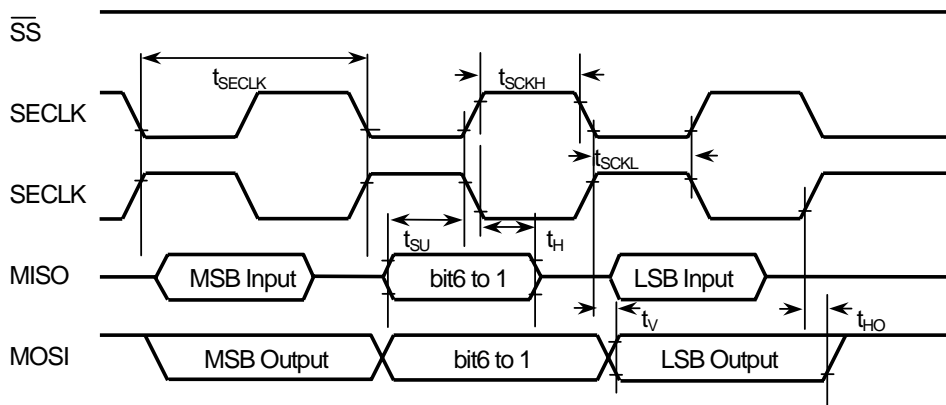 SS
tSECLK
tSCKH
SECLK
tSCKL
SECLK
tSU
tH
MISO
MSB Input
bit6 to 1
LSB Input
tV
tHO
MOSI
MSB Output
bit6 to 1
LSB Output